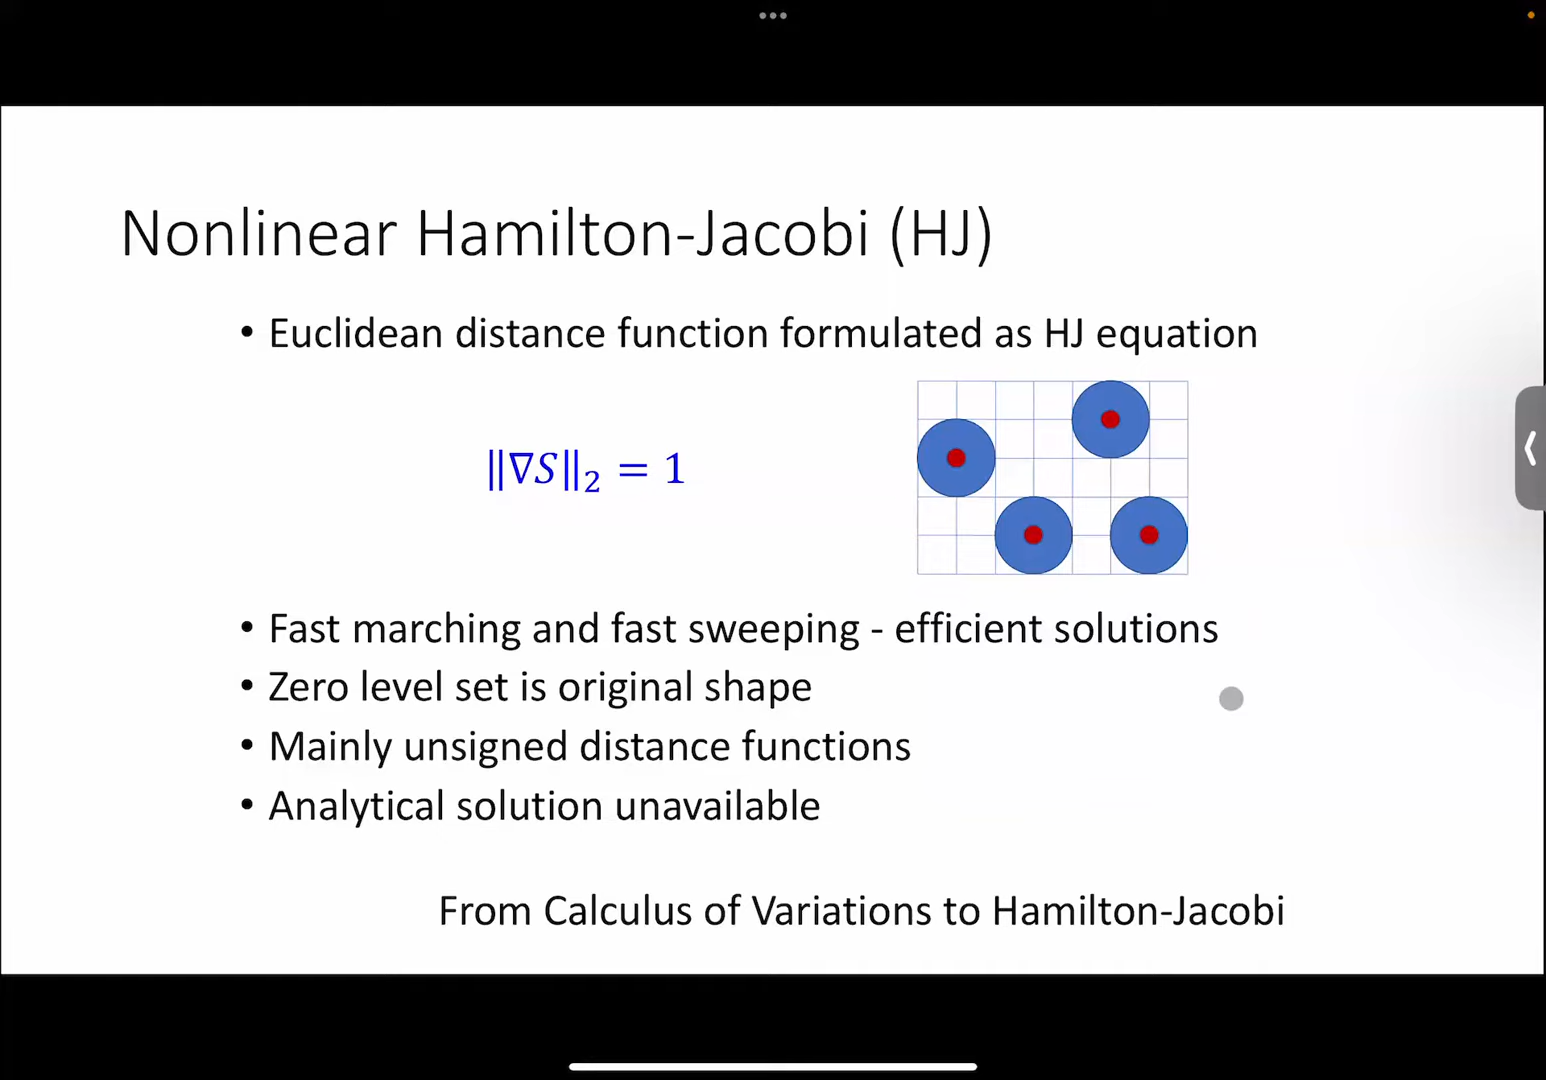 Nonlinear Hamilton-Jacobi (HJ)
• Euclidean distance function formulated as HJ equation
‖∇S‖₂ = 1
• Fast marching and fast sweeping - efficient solutions
• Zero level set is original shape
• Mainly unsigned distance functions
• Analytical solution unavailable
From Calculus of Variations to Hamilton-Jacobi